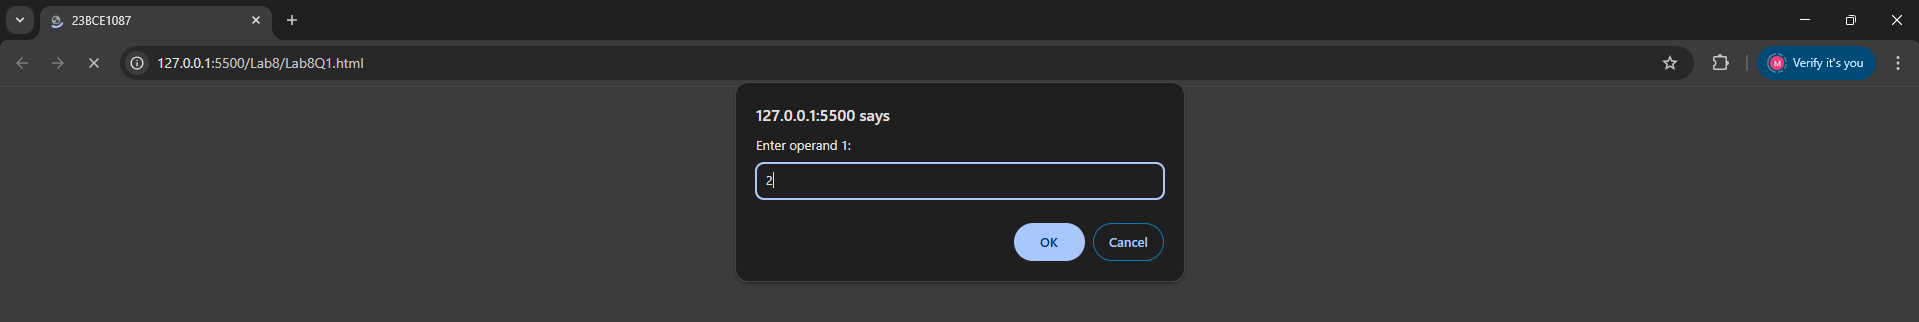 23BCE1087
127.0.0.1:5500/Lab8/Lab8Q1.html
M Verify it's you
127.0.0.1:5500 says
Enter operand 1:
2
OK Cancel